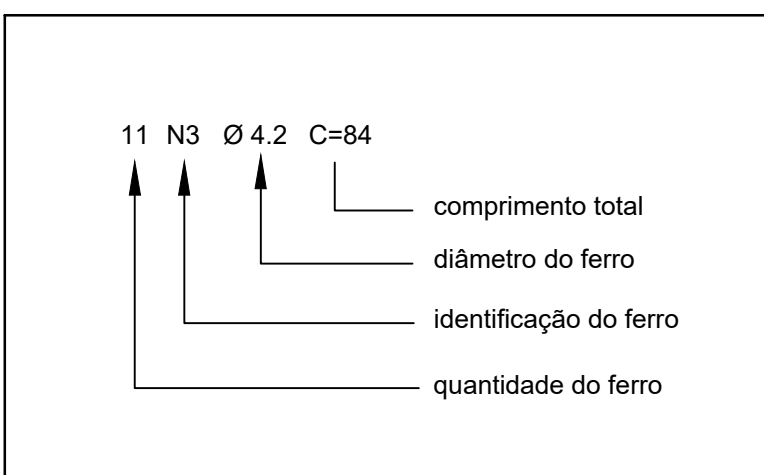 11 N3 Ø 4.2 C=84
comprimento total
diâmetro do ferro
identificação do ferro
quantidade do ferro